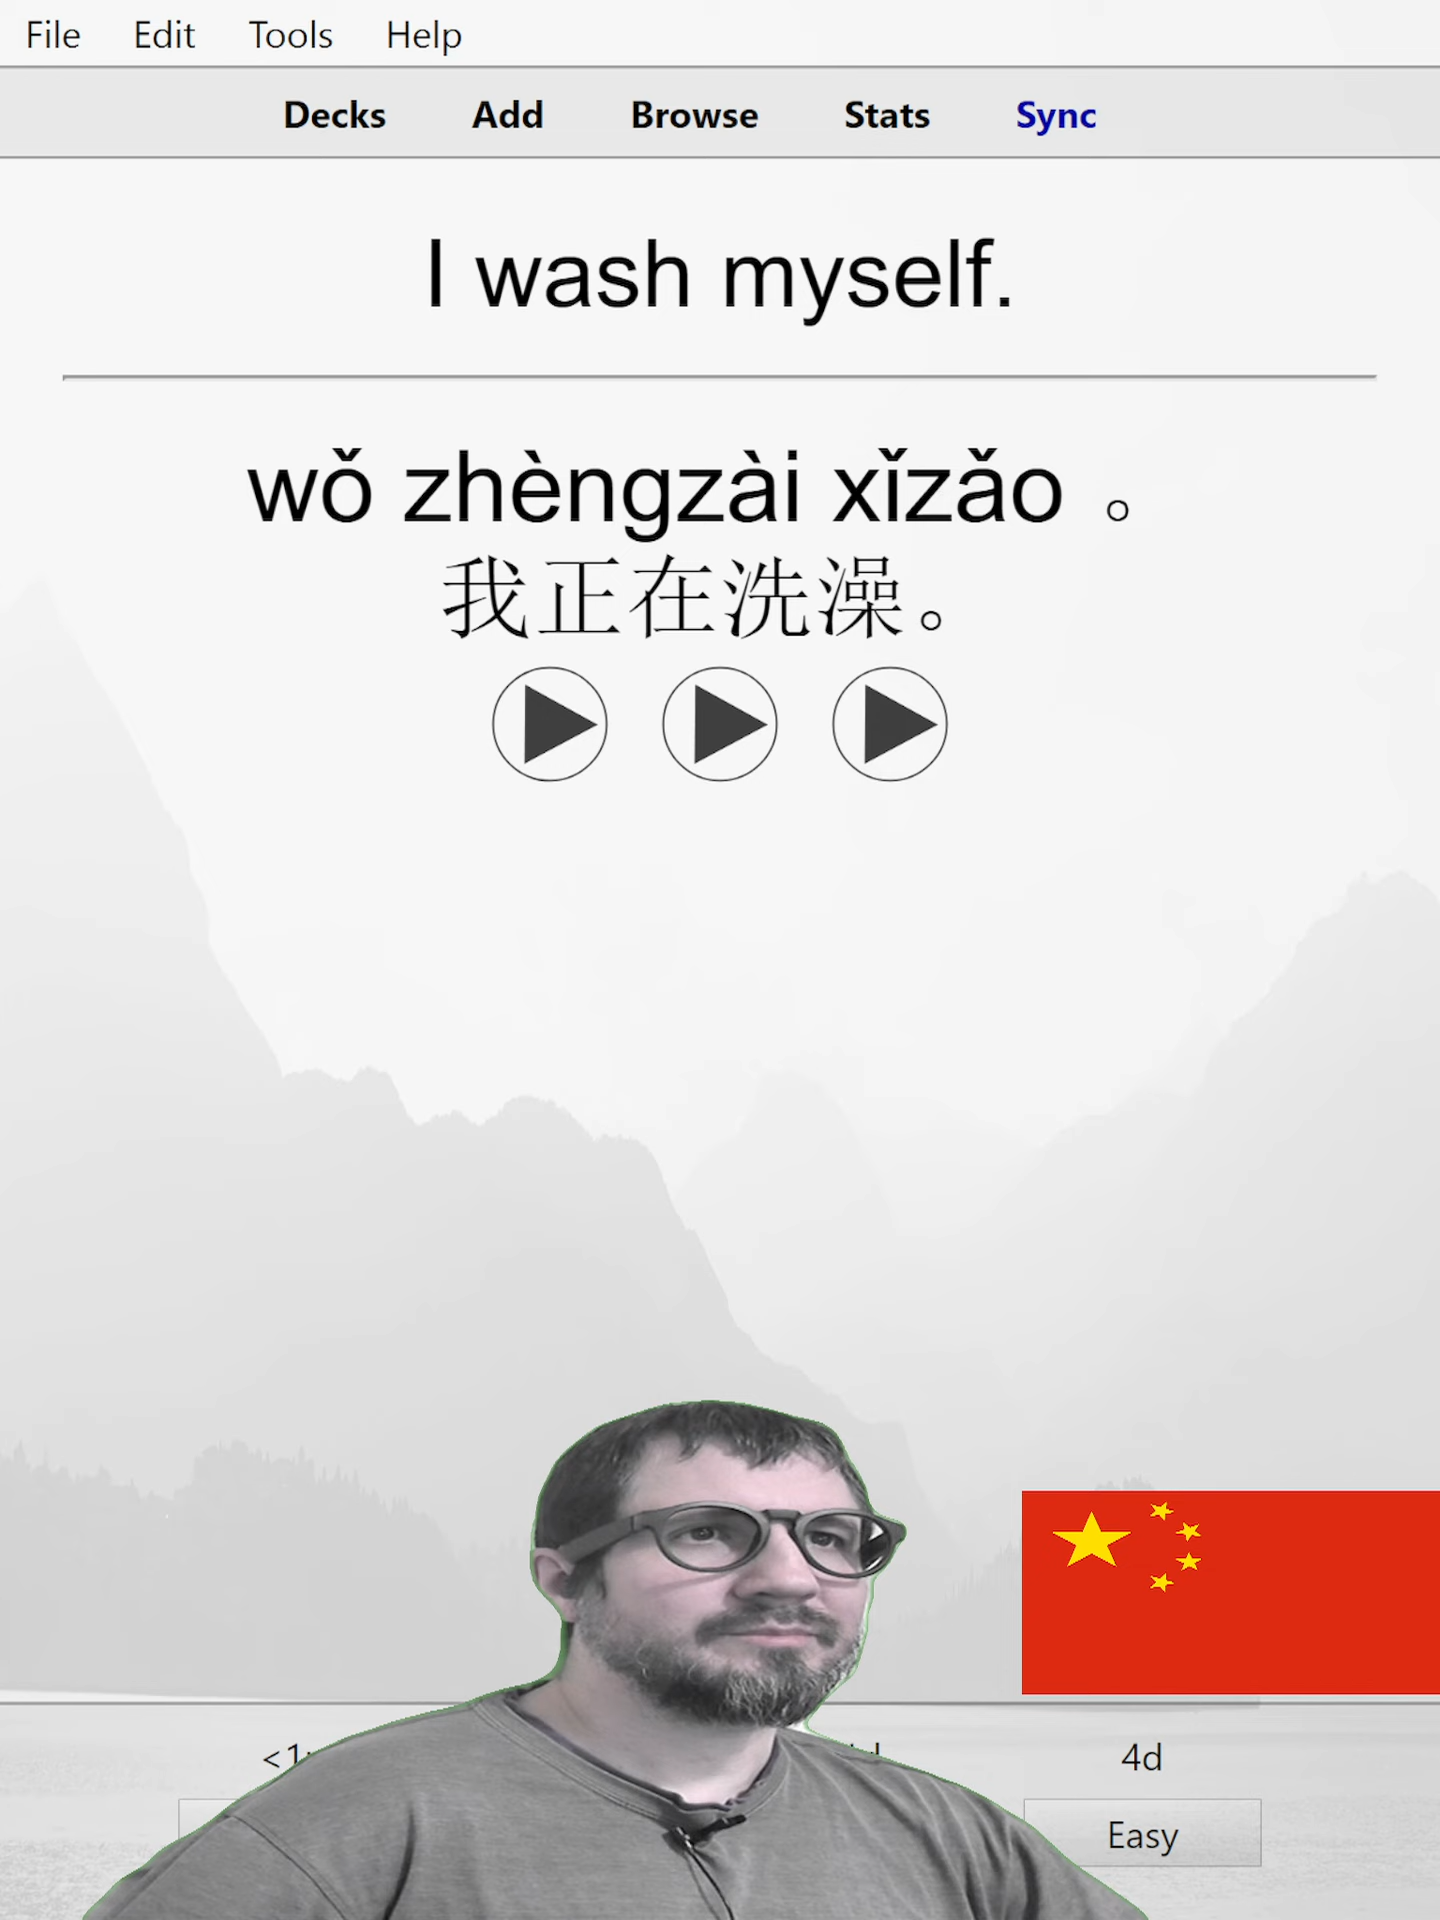 File Edit Tools Help
Decks Add Browse Stats Sync
I wash myself.
wǒ zhèngzài xǐzǎo 。
我正在洗澡。
4d
Easy